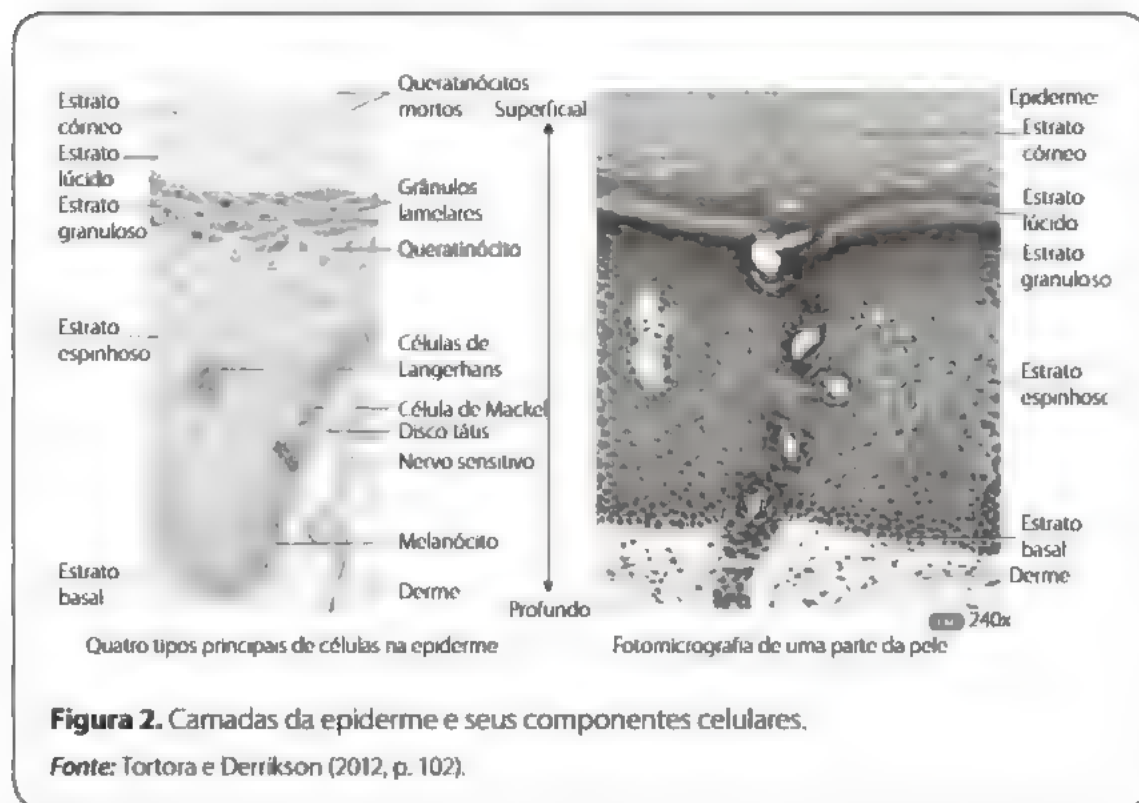 Estrato
córneo
Estrato
lúcido
Estrato
granuloso
Estrato
espinhoso
Estrato
basal
Queratinócitos
mortos
Grânulos
lamelares
Queratinócito
Células de
Langerhans
Célula de Mackel
Disco tátis
Nervo sensitivo
Melanócito
Derme
Superficial
Profundo
Epiderme
Estrato
córneo
Estrato
lúcido
Estrato
granuloso
Estrato
espinhoso
Estrato
basal
Derme
240x
Quatro tipos principais de células na epiderme
Fotomicrografia de uma parte da pele
Figura 2. Camadas da epiderme e seus componentes celulares.
Fonte: Tortora e Derrikson (2012, p. 102).